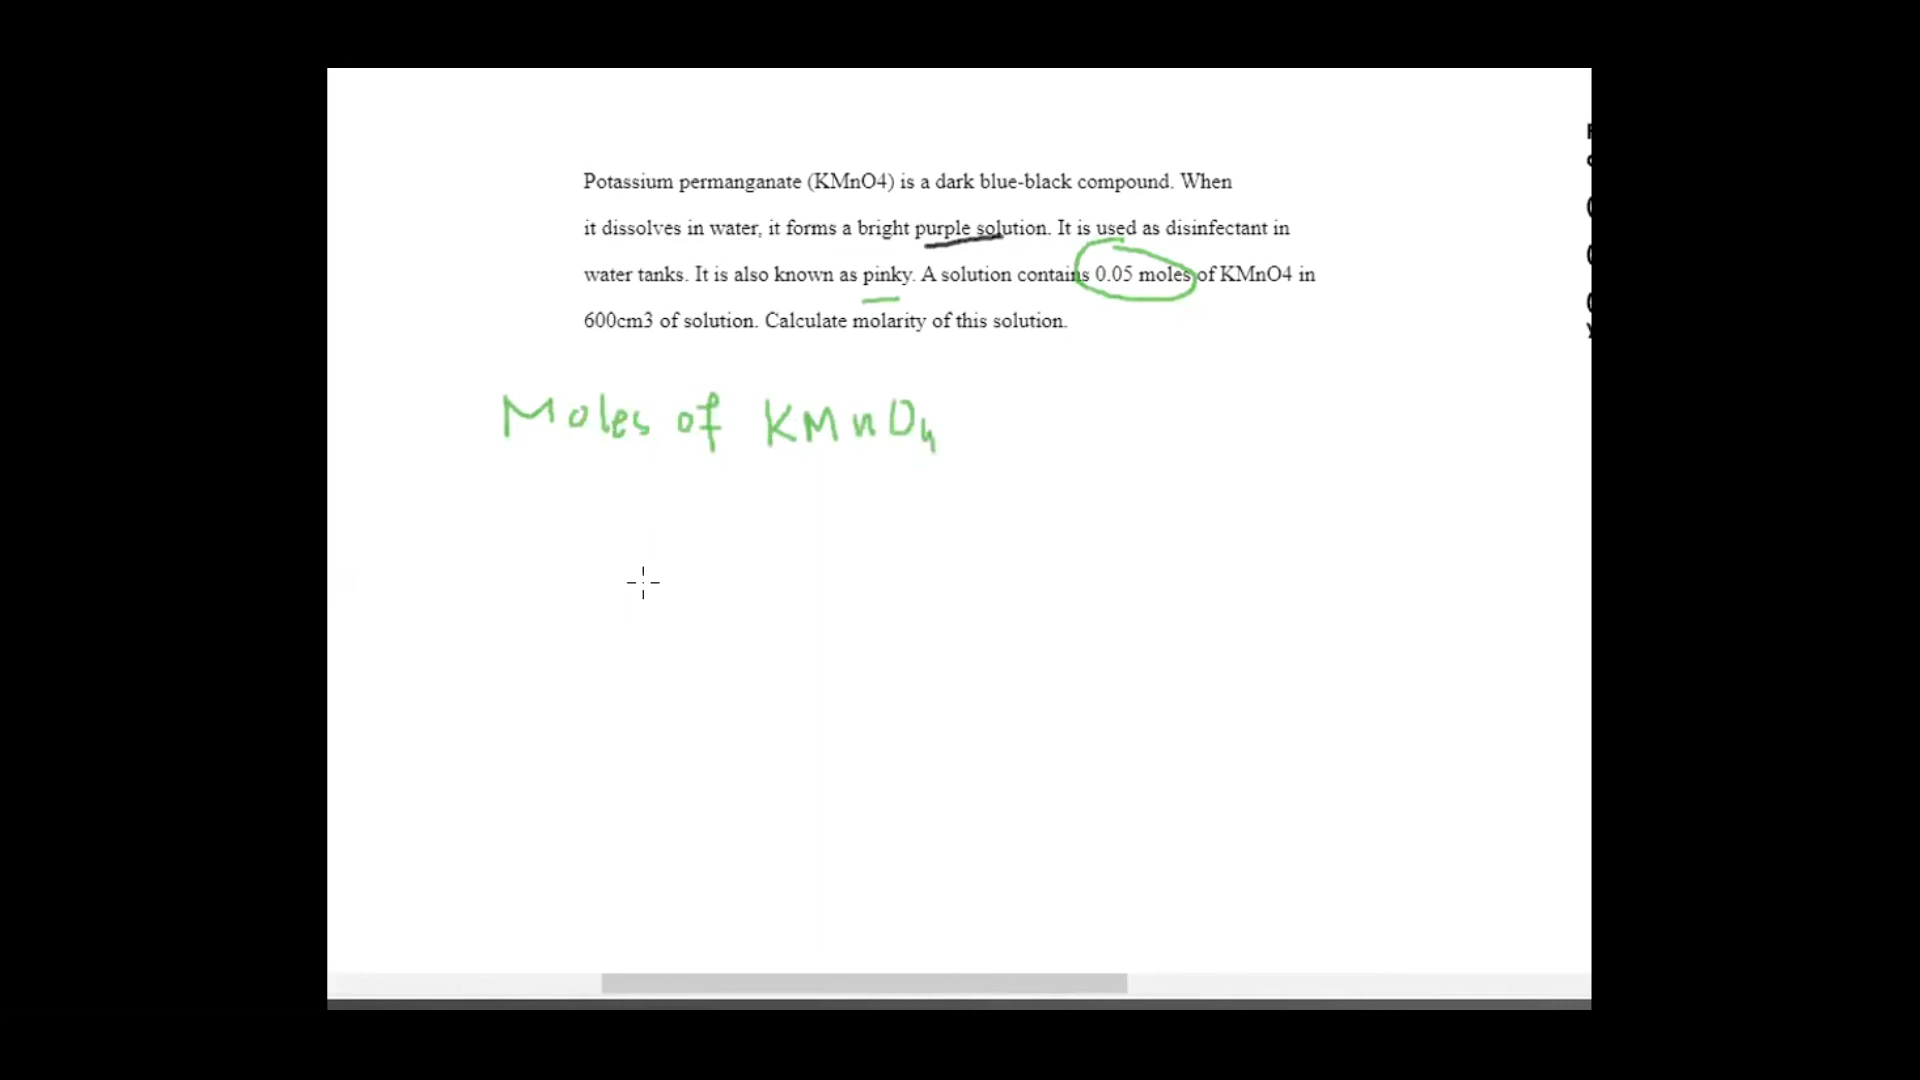 Potassium permanganate (KMnO4) is a dark blue-black compound. When
it dissolves in water, it forms a bright purple solution. It is used as disinfectant in
water tanks. It is also known as pinky. A solution contains 0.05 moles of KMnO4 in
600cm3 of solution. Calculate molarity of this solution.
Moles of KMnO4